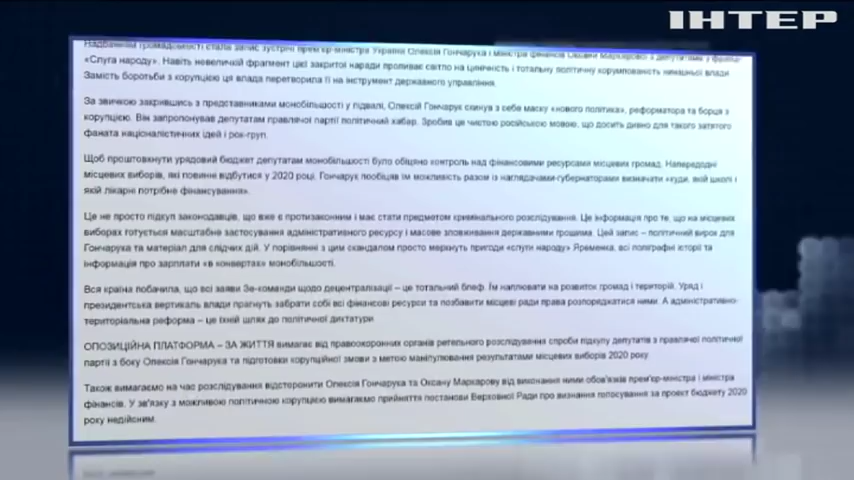 ІНТЕР
Надбанням громадськості стала запис зустрічі прем'єр-міністра України Олексія Гончарука і міністра фінансів Оксани Маркарової з депутатами у фракції
«Слуга народу». Навіть невеличкий фрагмент цієї закритої наради проливає світло на цинічність і тотальну політичну корумпованість нинішньої влади
Замість боротьби з корупцією ця влада перетворила її на інструмент державного управління.
За звичкою закрившись з представниками монобільшості у підвалі, Олексій Гончарук скинув з себе маску «нового політика», реформатора та борця з
корупцією. Він запропонував депутатам правлячої партії політичний хабар. Зробив це чистою російською мовою, що досить дивно для такого затятого
фаната націоналістичних ідей і рок-груп.
Щоб проштовхнути урядовий бюджет депутатам монобільшості було обіцяно контроль над фінансовими ресурсами місцевих громад. Напередодні
місцевих виборів, які повинні відбутися у 2020 році, Гончарук пообіцяв їм можливість разом із наглядачами-губернаторами визначати «куди, якій школі і
якій лікарні потрібне фінансування».
Це не просто підкуп законодавців, що вже є протизаконним і має стати предметом кримінального розслідування. Це інформація про те, що на місцевих
виборах готується масштабне застосування адміністративного ресурсу і масове зловживання державними грошима. Цей запис – політичний вирок для
Гончарука та матеріал для слідчих дій. У порівнянні з цим скандалом просто меркнуть пригоди «слуги народу» Яременка, всі поліграфні історії та
інформація про зарплати «в конвертах» монобільшості.
Вся країна побачила, що всі заяви Зе-команди щодо децентралізації – це тотальний блеф. Їм наплювати на розвиток громад і територій. Уряд і
президентська вертикаль влади прагнуть забрати собі всі фінансові ресурси та позбавити місцеві ради права розпоряджатися ними. А адміністративно-
територіальна реформа – це їхній шлях до політичної диктатури.
ОПОЗИЦІЙНА ПЛАТФОРМА – ЗА ЖИТТЯ вимагає від правоохоронних органів ретельного розслідування спроби підкупу депутатів з правлячої політичної
партії з боку Олексія Гончарука та підготовки корупційної змови з метою маніпулювання результатами місцевих виборів 2020 року.
Також вимагаємо на час розслідування відсторонити Олексія Гончарука та Оксану Маркарову від виконання ними обов'язків прем'єр-міністра і міністра
фінансів. У зв'язку з можливою політичною корупцією вимагаємо прийняття постанови Верховної Ради про визнання голосування за проект бюджету 2020
року недійсним.